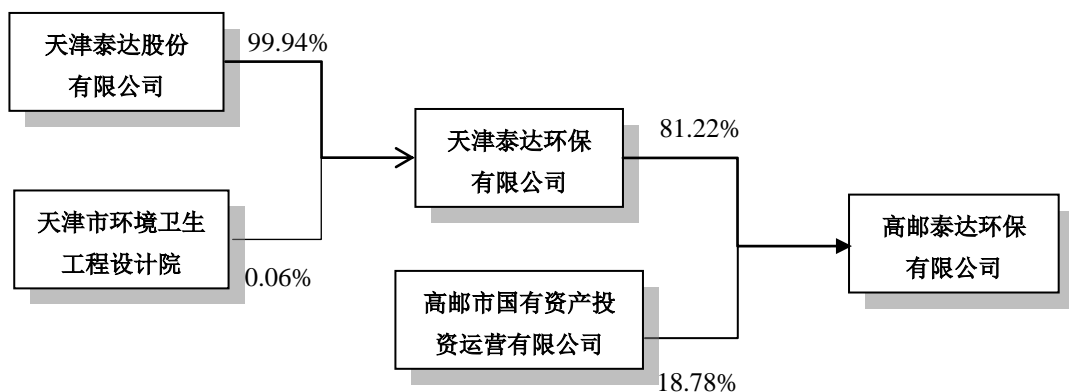 天津泰达股份
有限公司
99.94%
天津市环境卫生
工程设计院
0.06%
天津泰达环保
有限公司
81.22%
高邮市国有资产投
资运营有限公司
18.78%
高邮泰达环保
有限公司